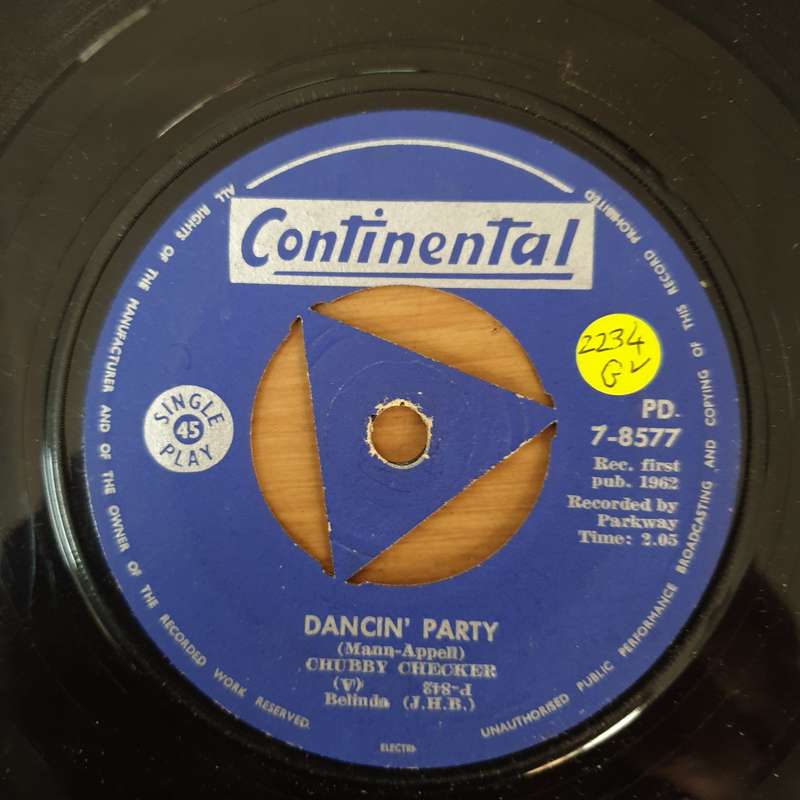 ALL RIGHTS OF THE MANUFACTURER AND OF THE OWNER OF THE RECORDED WORK RESERVED.
UNAUTHORISED PUBLIC PERFORMANCE BROADCASTING AND COPYING OF THIS RECORD PROHIBITED
Continental
2234
GV
SINGLE
45
PLAY
PD.
7-8577
Rec. first
pub. 1962
Recorded by
Parkway
Time: 2.05
DANCIN' PARTY
(Mann-Appell)
CHUBBY CHECKER
(V) P-842
Belinda (J.H.B.)